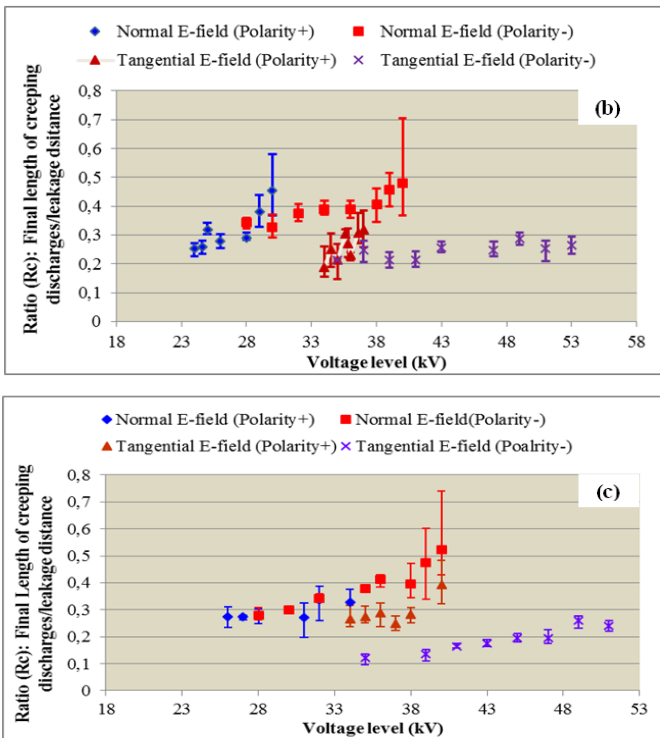 Normal E-field (Polarity+) Normal E-field (Polarity-)
Tangential E-field (Polarity+) Tangential E-field (Polarity-)
(b)
Ratio (Rc): Final length of creeping
discharges/leakage dsitance
0,8
0,7
0,6
0,5
0,4
0,3
0,2
0,1
0
18 23 28 33 38 43 48 53 58
Voltage level (kV)
Normal E-field (Polarity+) Normal E-field(Polarity-)
Tangential E-field (Polarity+) Tangential E-field (Poalrity-)
(c)
Ratio (Rc): Final Length of creeping
discharges/leakage distance
0,8
0,7
0,6
0,5
0,4
0,3
0,2
0,1
0
18 23 28 33 38 43 48 53
Voltage level (kV)